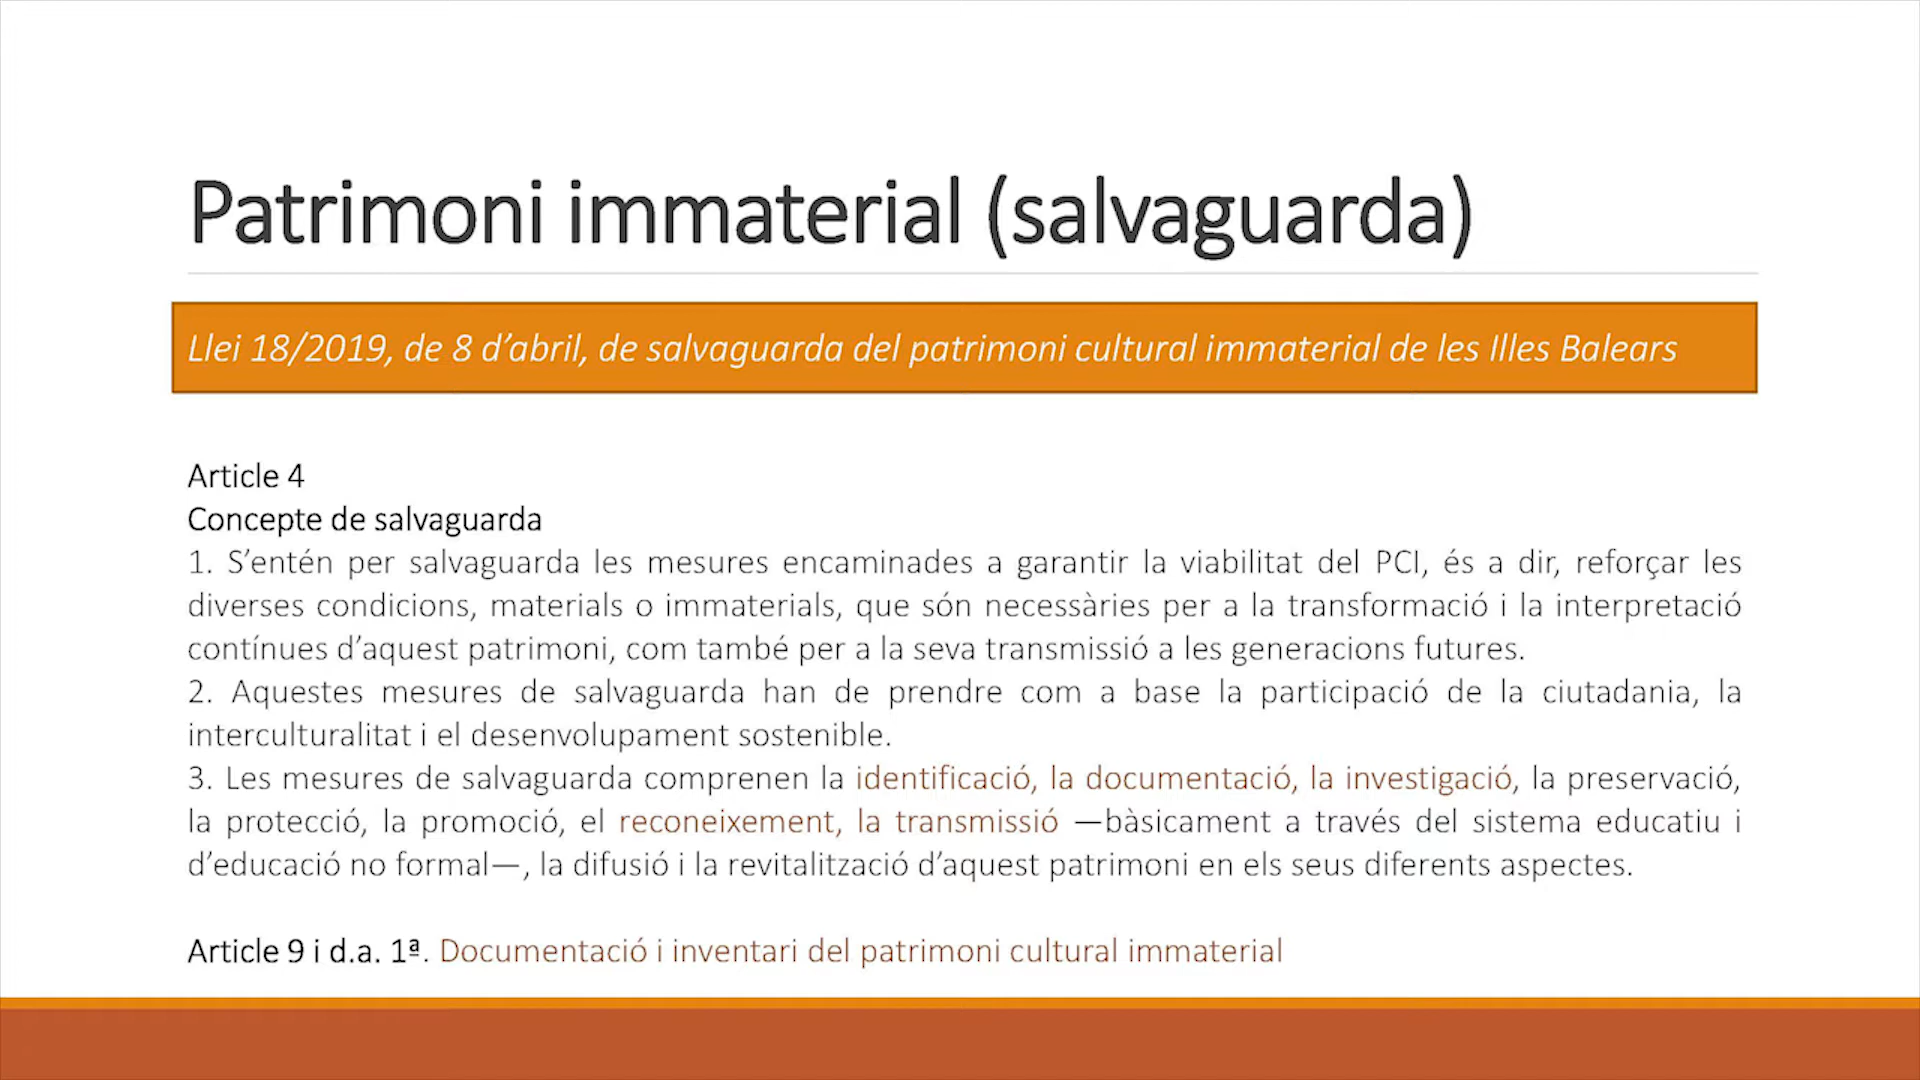 Patrimoni immaterial (salvaguarda)
Llei 18/2019, de 8 d’abril, de salvaguarda del patrimoni cultural immaterial de les Illes Balears
Article 4
Concepte de salvaguarda
1. S’entén per salvaguarda les mesures encaminades a garantir la viabilitat del PCI, és a dir, reforçar les
diverses condicions, materials o immaterials, que són necessàries per a la transformació i la interpretació
contínues d’aquest patrimoni, com també per a la seva transmissió a les generacions futures.
2. Aquestes mesures de salvaguarda han de prendre com a base la participació de la ciutadania, la
interculturalitat i el desenvolupament sostenible.
3. Les mesures de salvaguarda comprenen la identificació, la documentació, la investigació, la preservació,
la protecció, la promoció, el reconeixement, la transmissió —bàsicament a través del sistema educatiu i
d’educació no formal—, la difusió i la revitalització d’aquest patrimoni en els seus diferents aspectes.
Article 9 i d.a. 1ª. Documentació i inventari del patrimoni cultural immaterial